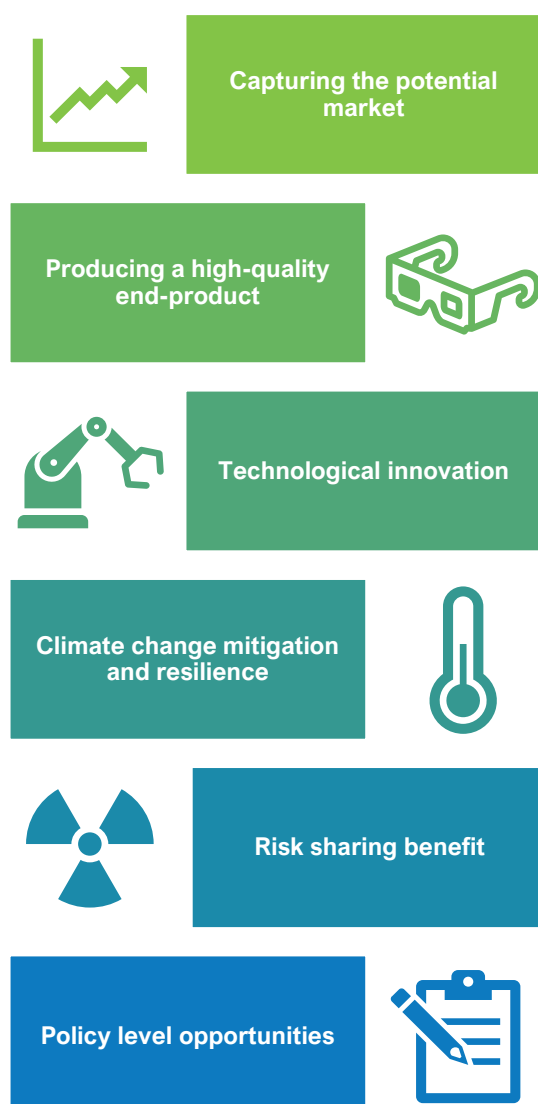 Capturing the potential
market
Producing a high-quality
end-product
Technological innovation
Climate change mitigation
and resilience
Risk sharing benefit
Policy level opportunities